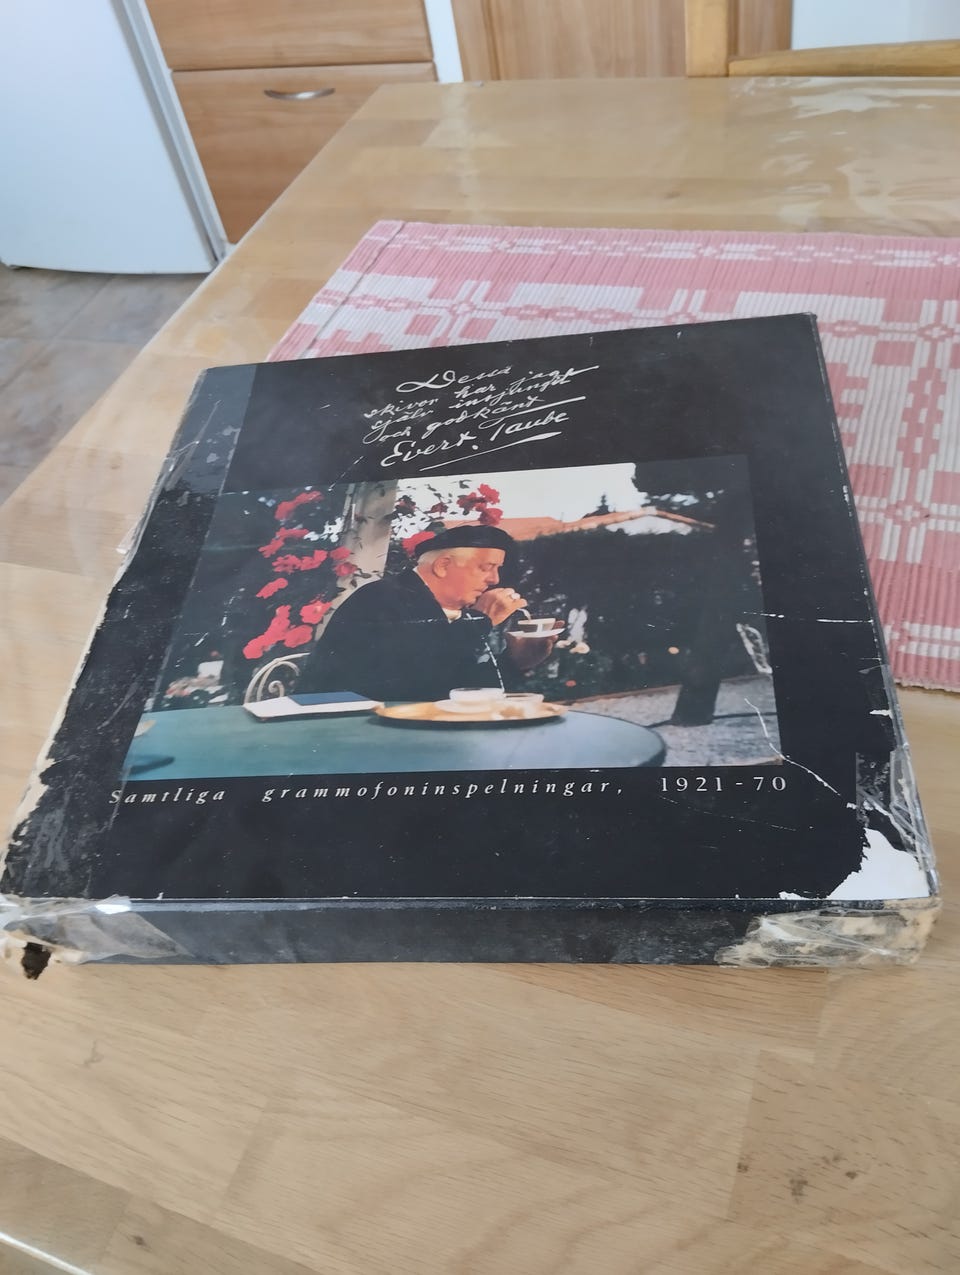 Dessa
skivor har jag
själv insjungit
och godkänt
Evert. Taube
Samtliga grammofoninspelningar, 1921-70